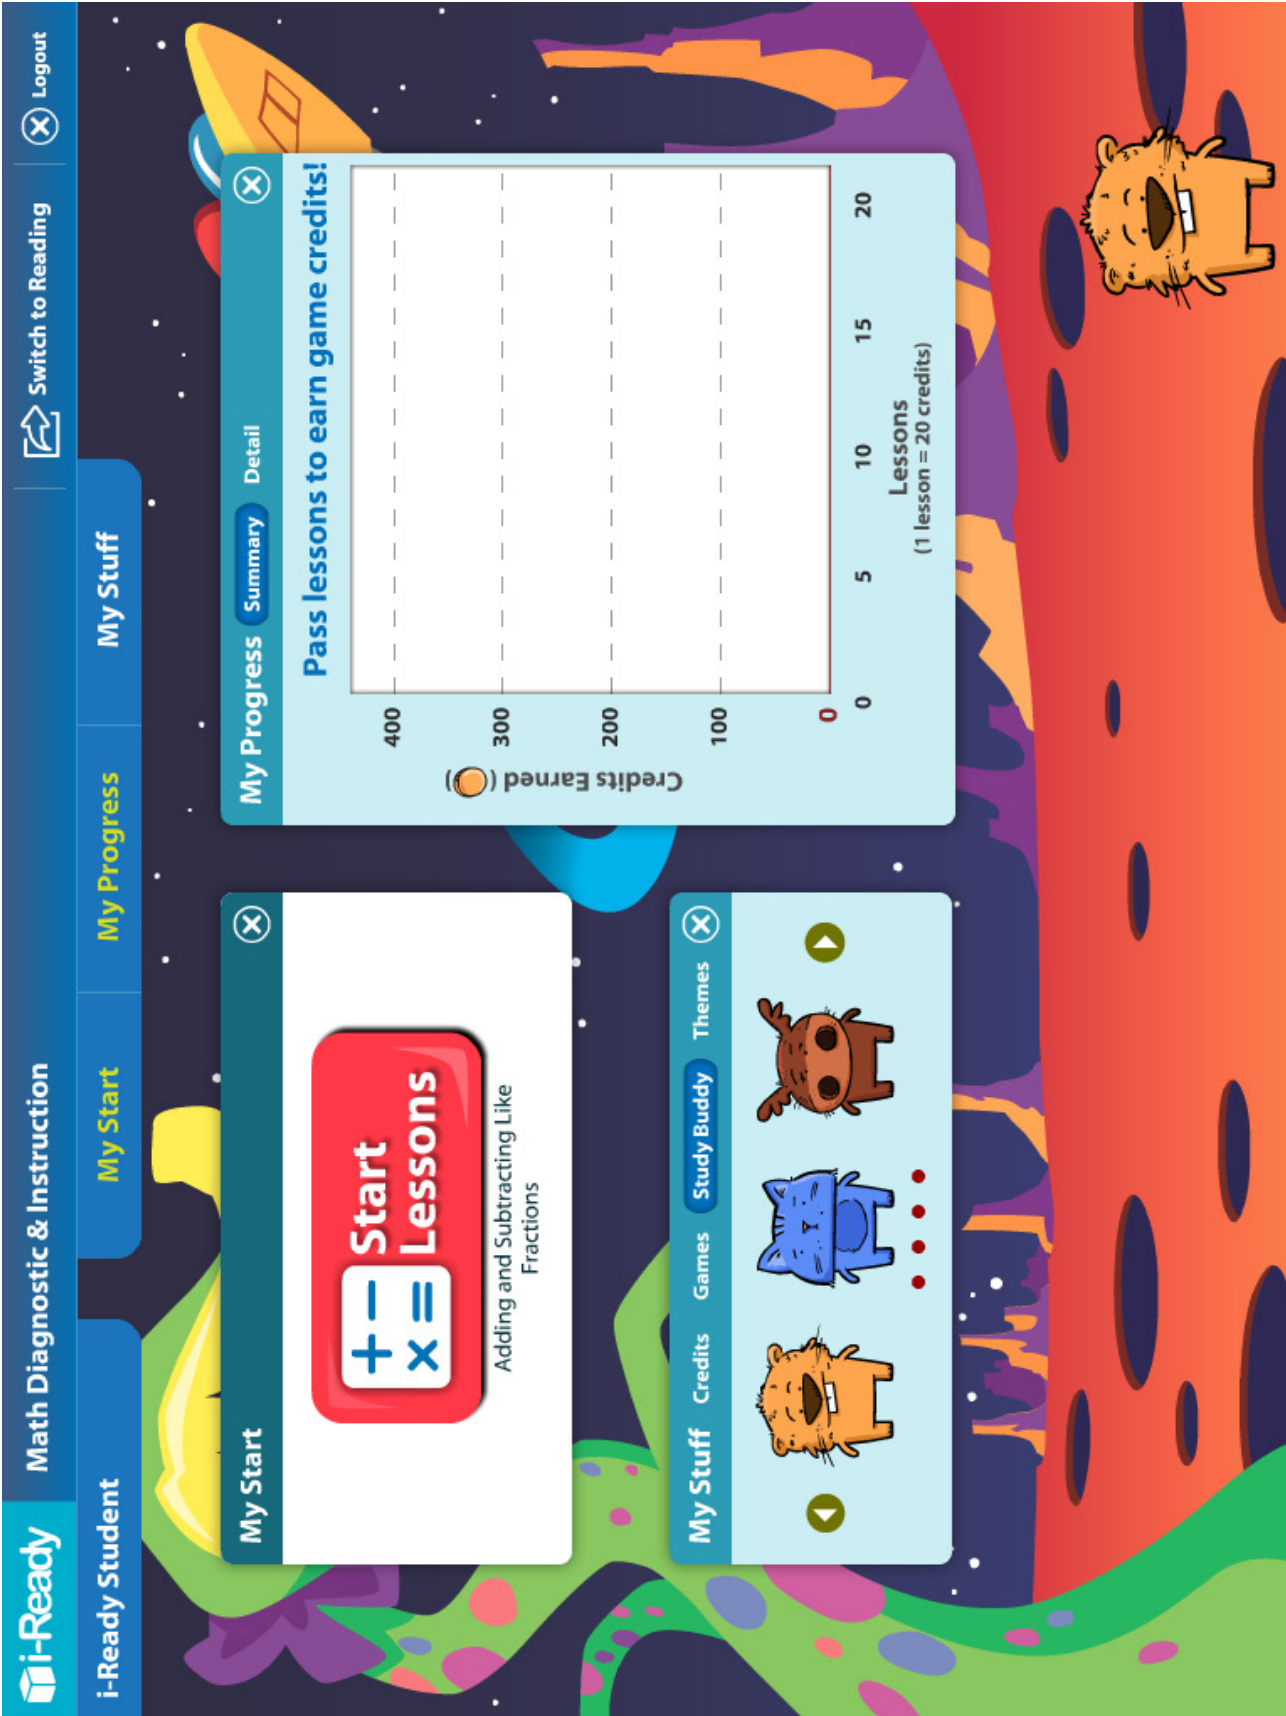 i-Ready
Math Diagnostic & Instruction
Switch to Reading
Logout
i-Ready Student
My Start
My Progress
My Stuff
My Start
Start
Lessons
Adding and Subtracting Like
Fractions
My Progress
Summary
Detail
Pass lessons to earn game credits!
Credits Earned ( )
400
300
200
100
0
0
5
10
15
20
Lessons
(1 lesson = 20 credits)
My Stuff
Credits
Games
Study Buddy
Themes